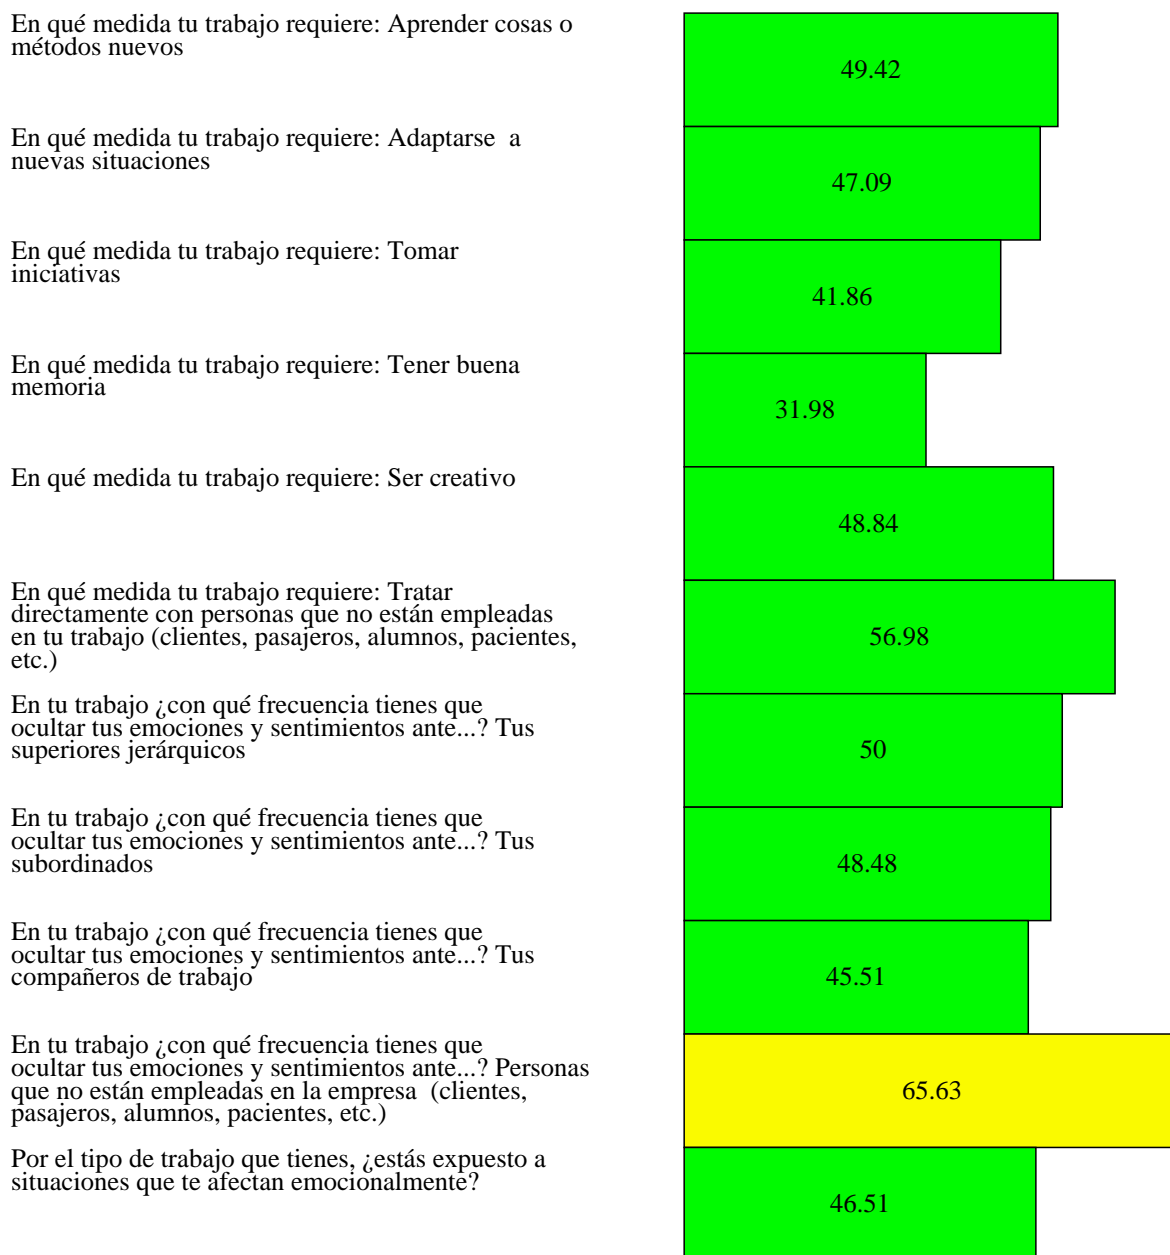 En qué medida tu trabajo requiere: Aprender cosas o
métodos nuevos
49.42
En qué medida tu trabajo requiere: Adaptarse  a
nuevas situaciones
47.09
En qué medida tu trabajo requiere: Tomar
iniciativas
41.86
En qué medida tu trabajo requiere: Tener buena
memoria
31.98
En qué medida tu trabajo requiere: Ser creativo
48.84
En qué medida tu trabajo requiere: Tratar
directamente con personas que no están empleadas
en tu trabajo (clientes, pasajeros, alumnos, pacientes,
etc.)
56.98
En tu trabajo ¿con qué frecuencia tienes que
ocultar tus emociones y sentimientos ante...? Tus
superiores jerárquicos
50
En tu trabajo ¿con qué frecuencia tienes que
ocultar tus emociones y sentimientos ante...? Tus
subordinados
48.48
En tu trabajo ¿con qué frecuencia tienes que
ocultar tus emociones y sentimientos ante...? Tus
compañeros de trabajo
45.51
En tu trabajo ¿con qué frecuencia tienes que
ocultar tus emociones y sentimientos ante...? Personas
que no están empleadas en la empresa  (clientes,
pasajeros, alumnos, pacientes, etc.)
65.63
Por el tipo de trabajo que tienes, ¿estás expuesto a
situaciones que te afectan emocionalmente?
46.51